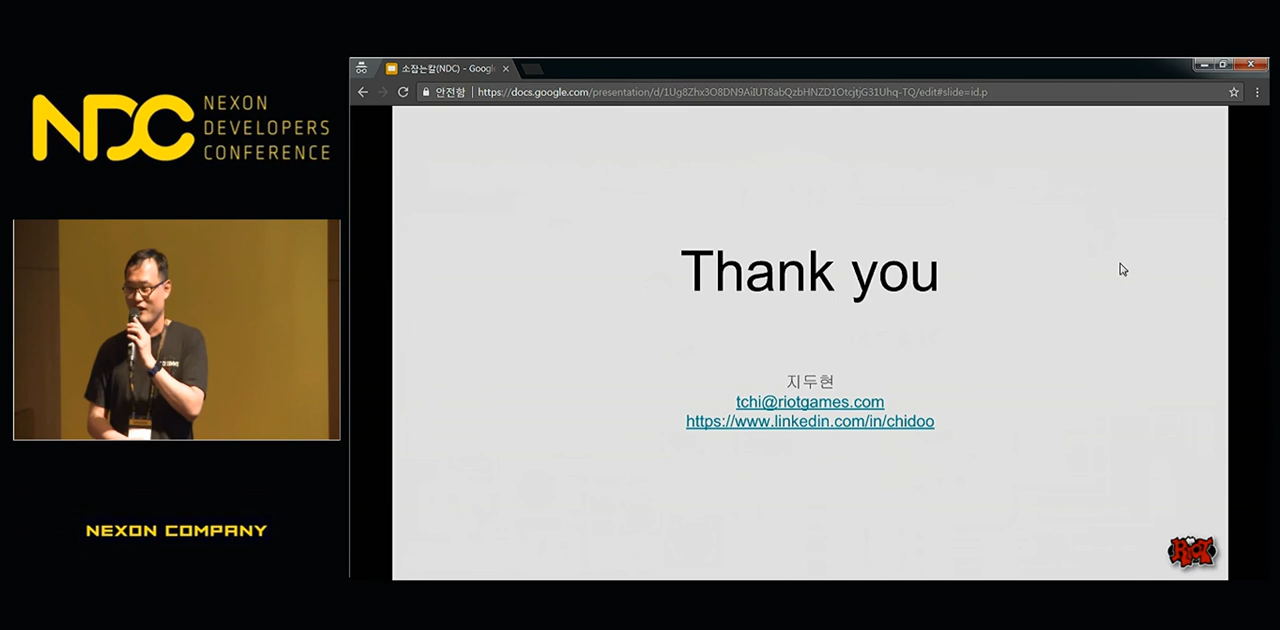 NDC
NEXON
DEVELOPERS
CONFERENCE
소잡는칼(NDC) - Googl
안전함
https://docs.google.com/presentation/d/1Ug8Zhx3O8DN9AiIUT8abQzbHNZD1OtcjtjG31Uhq-TQ/edit#slide=id.p
Thank you
지두현
tchi@riotgames.com
https://www.linkedin.com/in/chidoo
RIOT
NEXON COMPANY